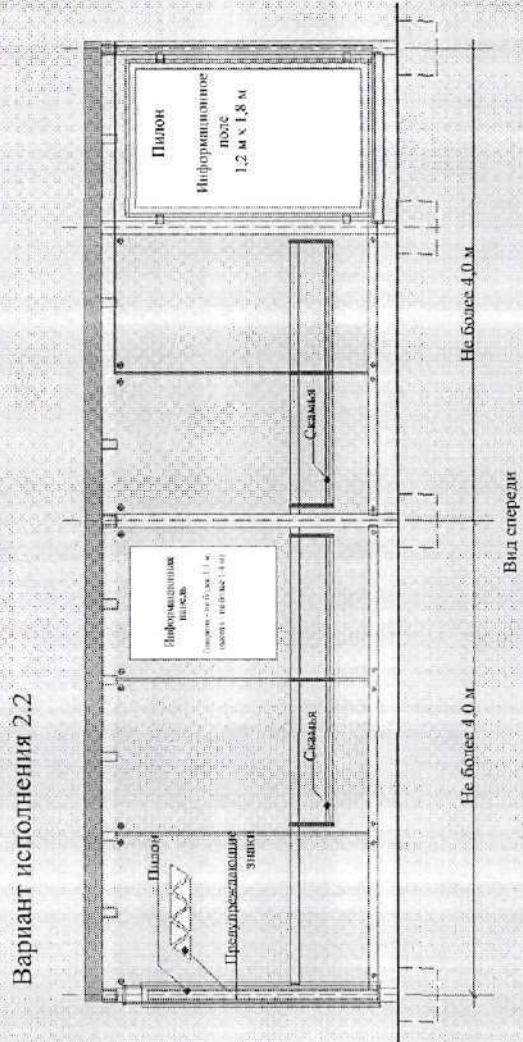 Вариант исполнения 2.2
Пилон
Предупреждающие
знаки
Скамья
Информационная
панель
Скамья
Пилон
Информационное
поле
1,2 м х 1,8 м
Не более 4,0 м
Не более 4,0 м
Вид спереди